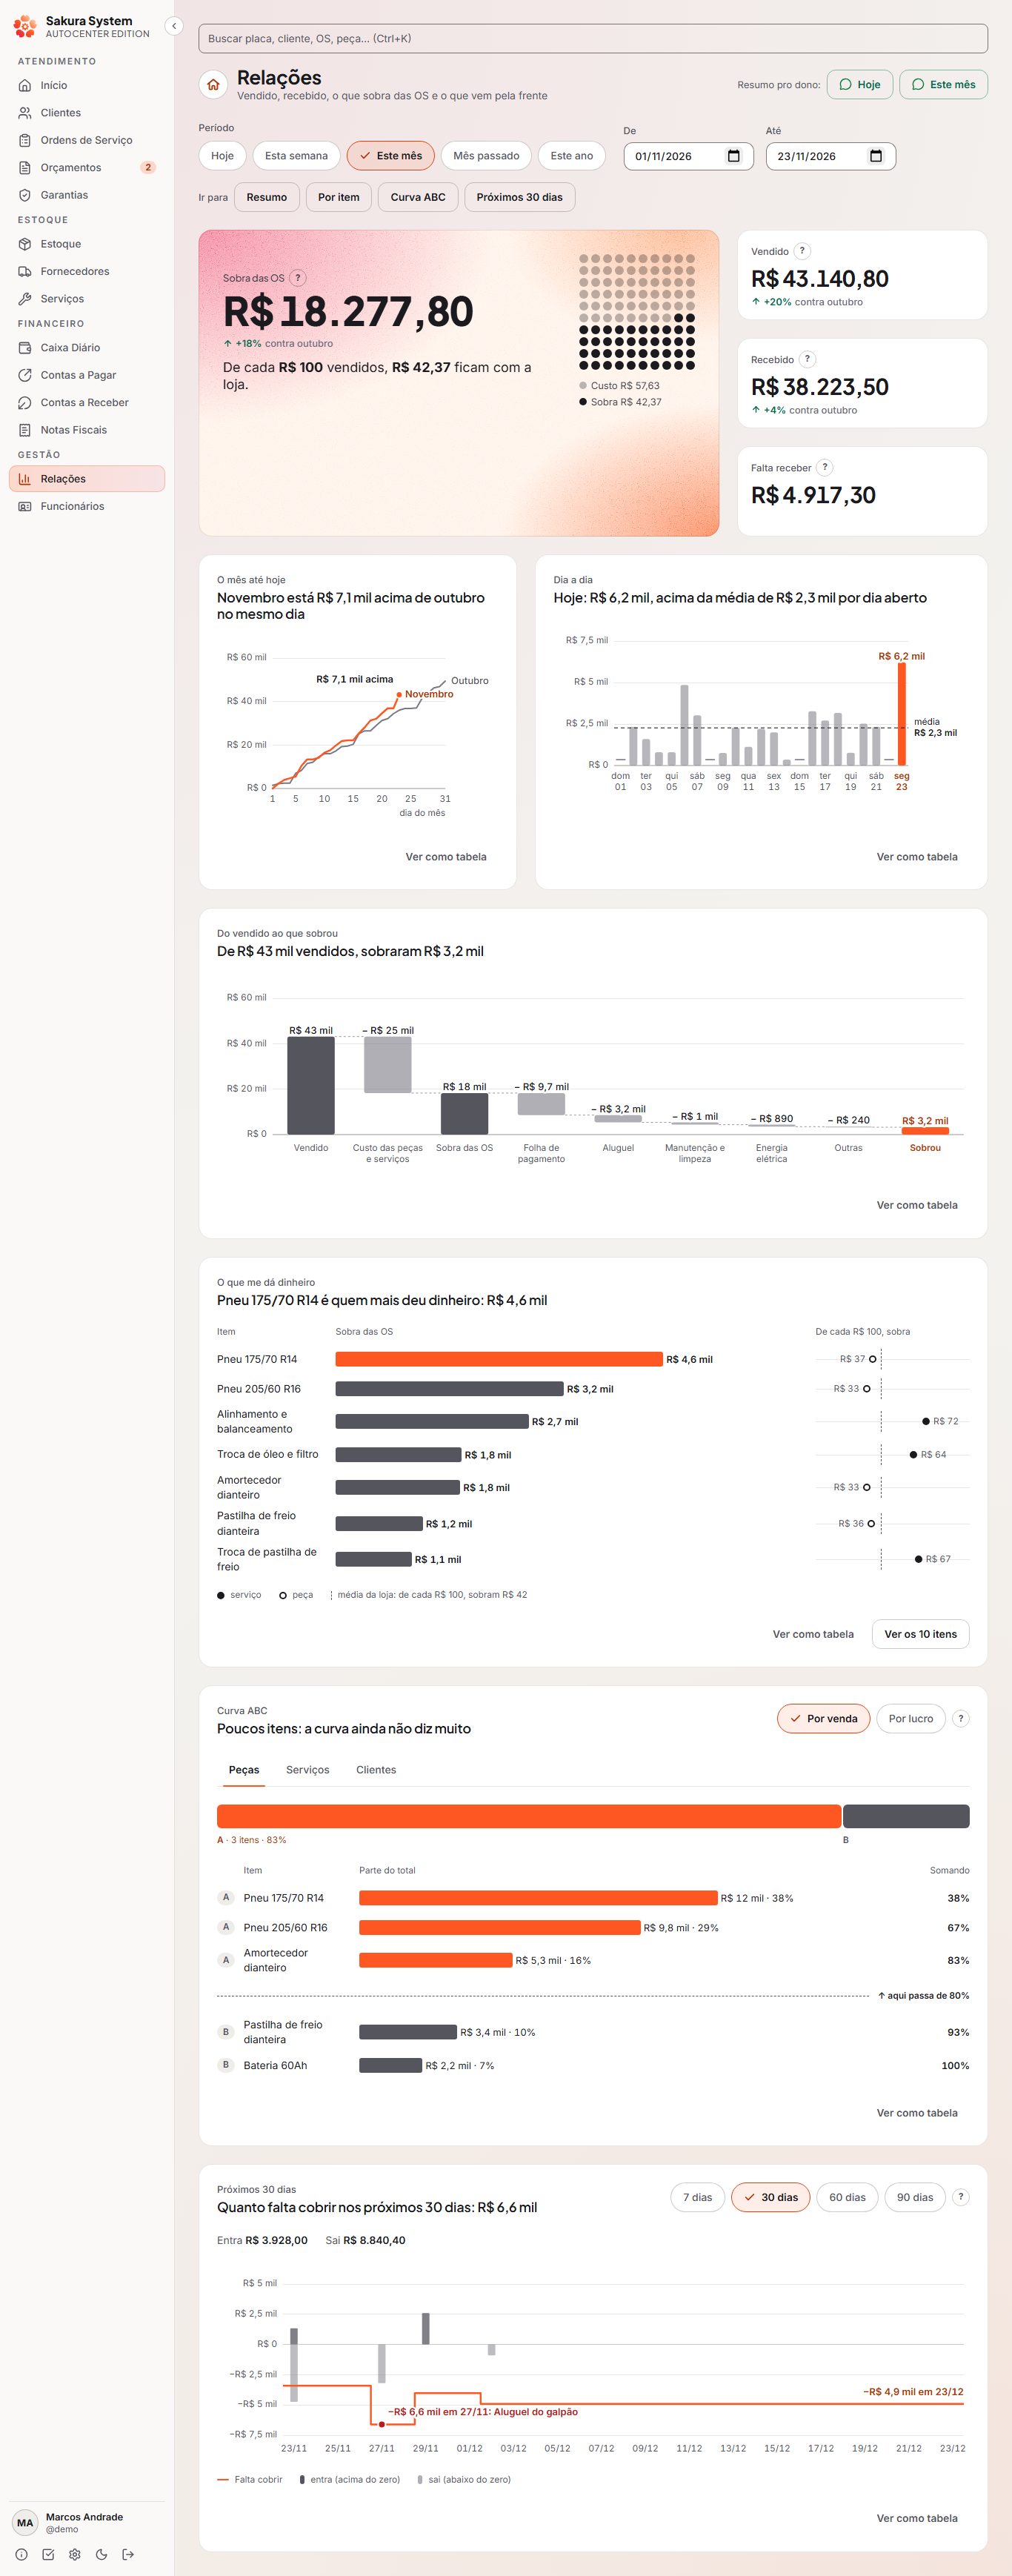 Sakura System
AUTOCENTER EDITION
ATENDIMENTO
Início
Clientes
Ordens de Serviço
Orçamentos 2
Garantias
ESTOQUE
Estoque
Fornecedores
Serviços
FINANCEIRO
Caixa Diário
Contas a Pagar
Contas a Receber
Notas Fiscais
GESTÃO
Relações
Funcionários
MA
Marcos Andrade
@demo
Buscar placa, cliente, OS, peça... (Ctrl+K)
Relações
Vendido, recebido, o que sobra das OS e o que vem pela frente
Resumo pro dono: Hoje Este mês
Período De Até
Hoje Esta semana Este mês Mês passado Este ano 01/11/2026 23/11/2026
Ir para Resumo Por item Curva ABC Próximos 30 dias
Sobra das OS ?
R$ 18.277,80
↑ +18% contra outubro
De cada R$ 100 vendidos, R$ 42,37 ficam com a
loja.
Custo R$ 57,63
Sobra R$ 42,37
Vendido ?
R$ 43.140,80
↑ +20% contra outubro
Recebido ?
R$ 38.223,50
↑ +4% contra outubro
Falta receber ?
R$ 4.917,30
O mês até hoje
Novembro está R$ 7,1 mil acima de outubro
no mesmo dia
R$ 60 mil
R$ 7,1 mil acima Outubro
R$ 40 mil Novembro
R$ 20 mil
R$ 0
1 5 10 15 20 25 31
dia do mês
Ver como tabela
Dia a dia
Hoje: R$ 6,2 mil, acima da média de R$ 2,3 mil por dia aberto
R$ 7,5 mil
R$ 6,2 mil
R$ 5 mil
R$ 2,5 mil média
R$ 2,3 mil
R$ 0
dom ter qui sáb seg qua sex dom ter qui sáb seg
01 03 05 07 09 11 13 15 17 19 21 23
Ver como tabela
Do vendido ao que sobrou
De R$ 43 mil vendidos, sobraram R$ 3,2 mil
R$ 60 mil
R$ 40 mil
R$ 20 mil
R$ 0
R$ 43 mil − R$ 25 mil R$ 18 mil − R$ 9,7 mil − R$ 3,2 mil − R$ 1 mil − R$ 890 − R$ 240 R$ 3,2 mil
Vendido Custo das peças Sobra das OS Folha de Aluguel Manutenção e Energia Outras Sobrou
e serviços pagamento limpeza elétrica
Ver como tabela
O que me dá dinheiro
Pneu 175/70 R14 é quem mais deu dinheiro: R$ 4,6 mil
Item Sobra das OS De cada R$ 100, sobra
Pneu 175/70 R14 R$ 4,6 mil R$ 37
Pneu 205/60 R16 R$ 3,2 mil R$ 33
Alinhamento e
balanceamento R$ 2,7 mil R$ 72
Troca de óleo e filtro R$ 1,8 mil R$ 64
Amortecedor
dianteiro R$ 1,8 mil R$ 33
Pastilha de freio
dianteira R$ 1,2 mil R$ 36
Troca de pastilha de
freio R$ 1,1 mil R$ 67
serviço peça média da loja: de cada R$ 100, sobram R$ 42
Ver como tabela Ver os 10 itens
Curva ABC
Poucos itens: a curva ainda não diz muito
Por venda Por lucro ?
Peças Serviços Clientes
A · 3 itens · 83% B
Item Parte do total Somando
A Pneu 175/70 R14 R$ 12 mil · 38% 38%
A Pneu 205/60 R16 R$ 9,8 mil · 29% 67%
A Amortecedor
dianteiro R$ 5,3 mil · 16% 83%
↑ aqui passa de 80%
B Pastilha de freio
dianteira R$ 3,4 mil · 10% 93%
B Bateria 60Ah R$ 2,2 mil · 7% 100%
Ver como tabela
Próximos 30 dias
Quanto falta cobrir nos próximos 30 dias: R$ 6,6 mil
7 dias 30 dias 60 dias 90 dias ?
Entra R$ 3.928,00 Sai R$ 8.840,40
R$ 5 mil
R$ 2,5 mil
R$ 0
−R$ 2,5 mil
−R$ 4,9 mil em 23/12
−R$ 5 mil
−R$ 6,6 mil em 27/11: Aluguel do galpão
−R$ 7,5 mil
23/11 25/11 27/11 29/11 01/12 03/12 05/12 07/12 09/12 11/12 13/12 15/12 17/12 19/12 21/12 23/12
Falta cobrir entra (acima do zero) sai (abaixo do zero)
Ver como tabela